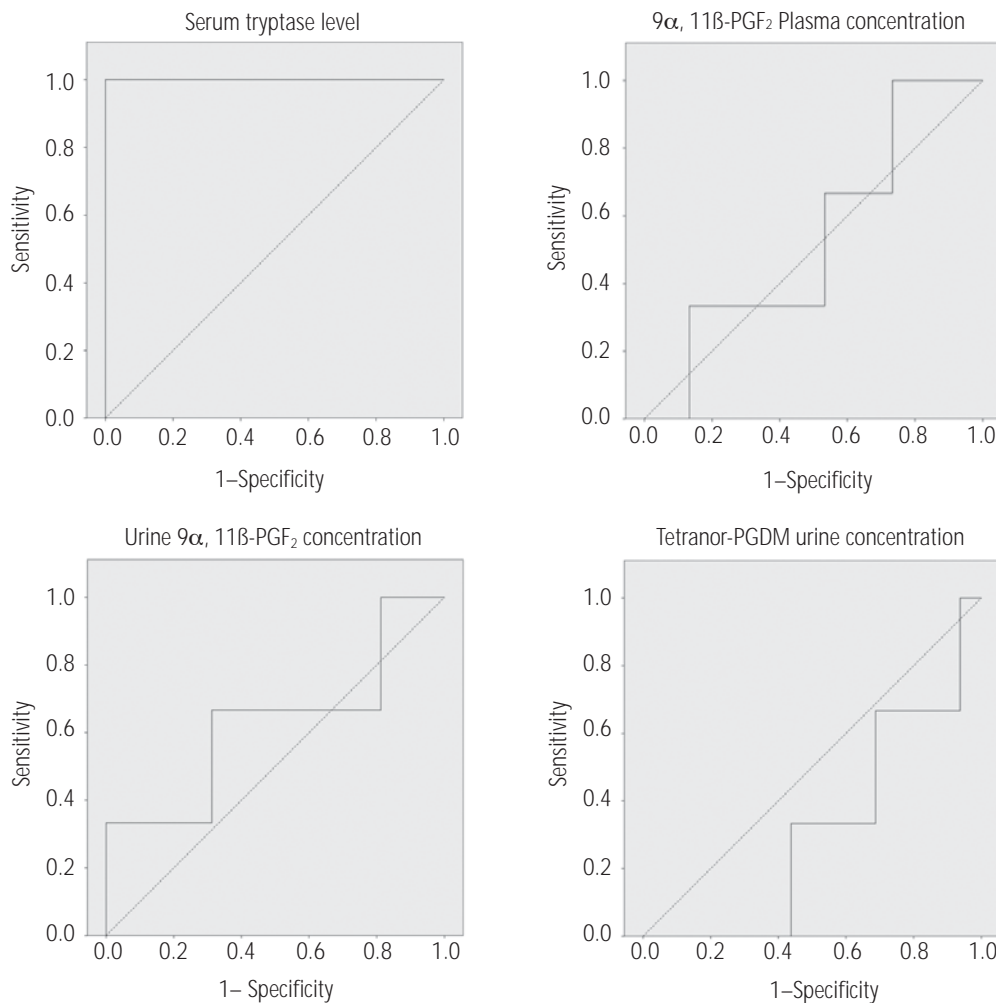 Serum tryptase level
1.0
0.8
0.6
0.4
0.2
0.0
Sensitivity
0.0 0.2 0.4 0.6 0.8 1.0
1–Specificity
9α, 11ß-PGF₂ Plasma concentration
1.0
0.8
0.6
0.4
0.2
0.0
Sensitivity
0.0 0.2 0.4 0.6 0.8 1.0
1–Specificity
Urine 9α, 11ß-PGF₂ concentration
1.0
0.8
0.6
0.4
0.2
0.0
Sensitivity
0.0 0.2 0.4 0.6 0.8 1.0
1– Specificity
Tetranor-PGDM urine concentration
1.0
0.8
0.6
0.4
0.2
0.0
Sensitivity
0.0 0.2 0.4 0.6 0.8 1.0
1–Specificity